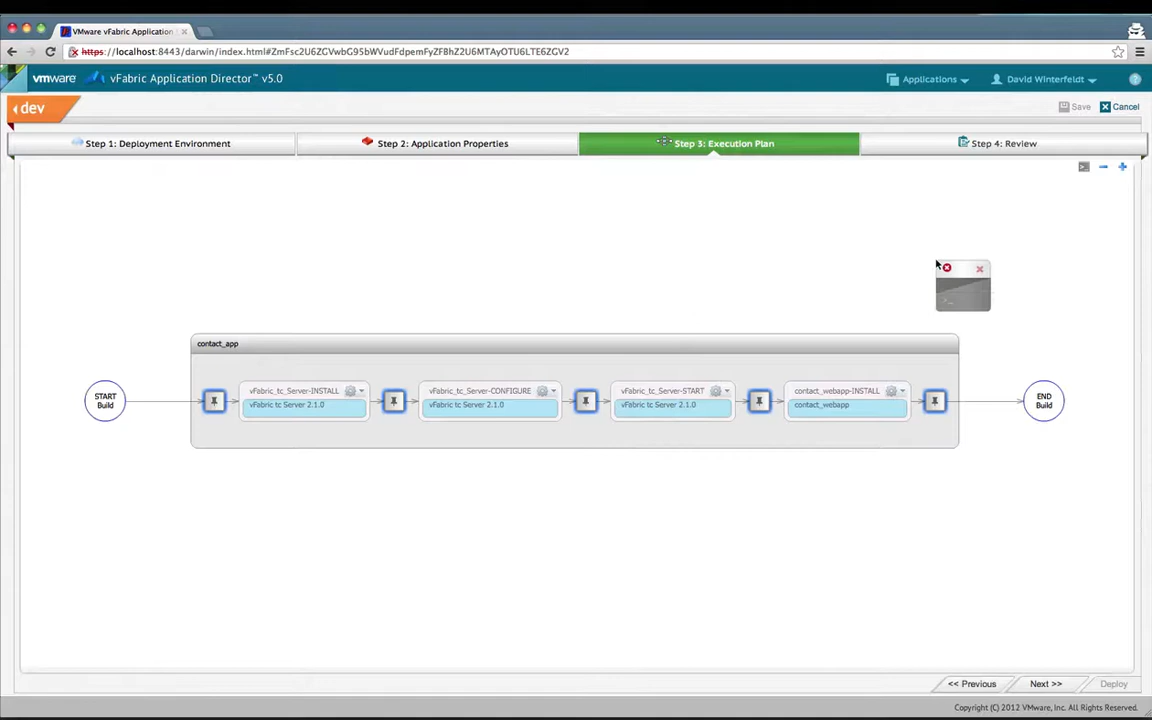 VMware vFabric Application
https://localhost:8443/darwin/index.html#ZmFsc2U6ZGVwbG95bWVudFdpemFyZF8hZ2U6MTAyOTU6LTE6ZGV2
vmware vFabric Application Director™ v5.0 Applications David Winterfeldt ?
dev Save Cancel
Step 1: Deployment Environment Step 2: Application Properties Step 3: Execution Plan Step 4: Review
contact_app
START
Build
vFabric_tc_Server-INSTALL
vFabric tc Server 2.1.0
vFabric_tc_Server-CONFIGURE
vFabric tc Server 2.1.0
vFabric_tc_Server-START
vFabric tc Server 2.1.0
contact_webapp-INSTALL
contact_webapp
END
Build
<< Previous Next >> Deploy
Copyright (C) 2012 VMware, Inc. All Rights Reserved.